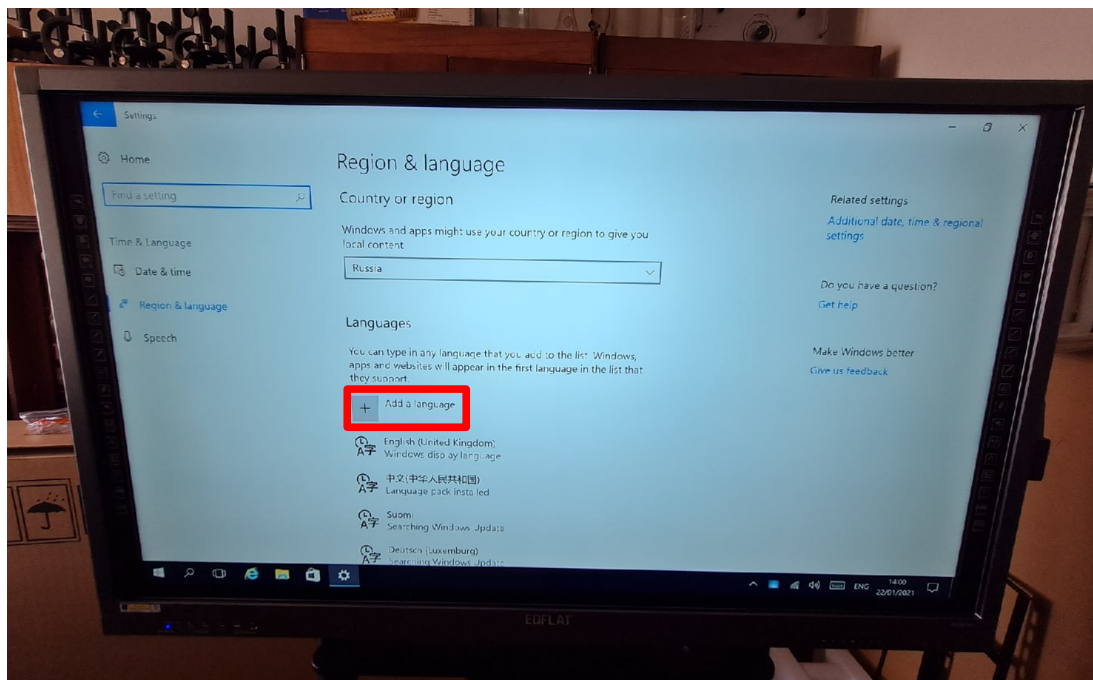 Settings
Home
Find a setting
Time & Language
Date & time
Region & language
Speech
Region & language
Country or region
Windows and apps might use your country or region to give you
local content
Russia
Languages
You can type in any language that you add to the list. Windows,
apps and websites will appear in the first language in the list that
they support.
Add a language
English (United Kingdom)
Windows display language
中文(中华人民共和国)
Language pack installed
Suomi
Searching Windows Update
Deutsch (Luxemburg)
Searching Windows Update
Related settings
Additional date, time & regional
settings
Do you have a question?
Get help
Make Windows better
Give us feedback
ENG
14:00
22/01/2021
EDFLAT